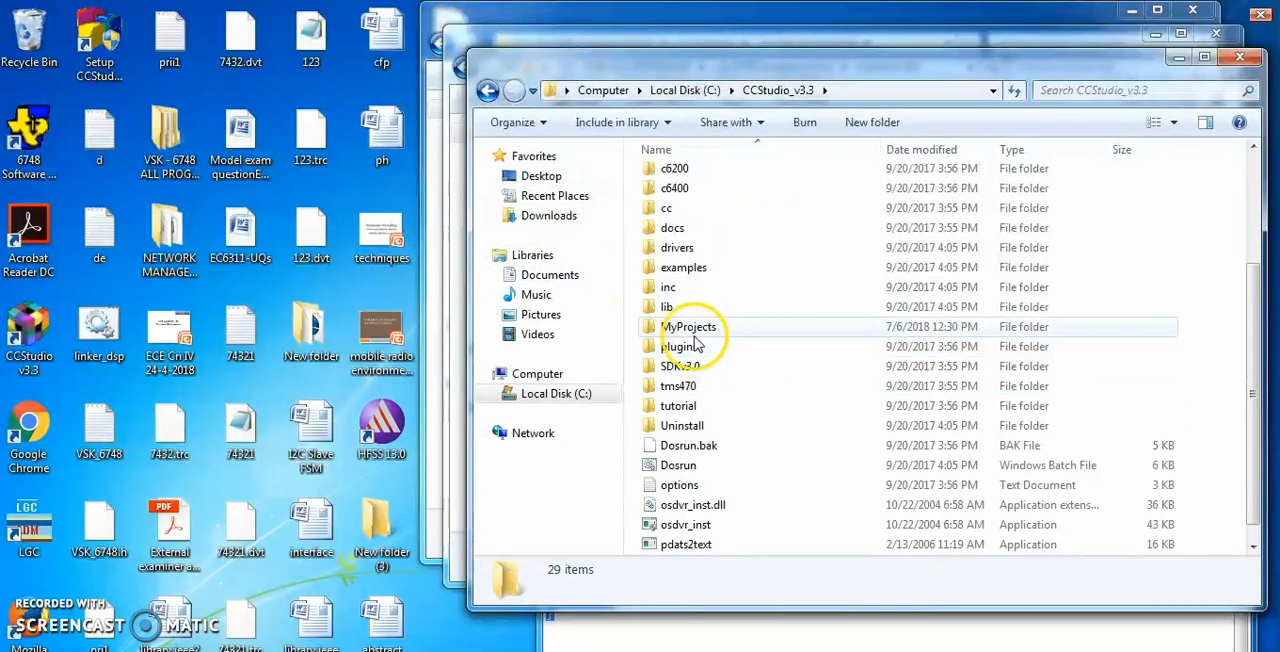 Recycle Bin
Setup CCStud...
prii1
7432.dvt
123
cfp
6748 Software ...
d
VSK - 6748 ALL PROG...
Model exam questionE...
123.trc
ph
Acrobat Reader DC
de
NETWORK MANAGE...
EC6311-UQs
123.dvt
techniques
CCStudio v3.3
linker_dsp
ECE Cri IV 24-4-2018
74321
New folder
mobile radio environme...
Google Chrome
VSK_6748
7432.trc
74321
I2C Slave FSM
HFSS 13.0
LGC
VSK_6748.h
PDF
External examiner a...
74321.dvt
interface
New folder (3)
RECORDED WITH
SCREENCAST MATIC
Mozilla
pri1
library ieee2
74321.trc
library ieee
abstract
Computer
Local Disk (C:)
CCStudio_v3.3
Search CCStudio_v3.3
Organize
Include in library
Share with
Burn
New folder
Name
Date modified
Type
Size
Favorites
Desktop
Recent Places
Downloads
Libraries
Documents
Music
Pictures
Videos
Computer
Local Disk (C:)
Network
c6200 9/20/2017 3:56 PM File folder
c6400 9/20/2017 3:56 PM File folder
cc 9/20/2017 3:55 PM File folder
docs 9/20/2017 3:55 PM File folder
drivers 9/20/2017 4:05 PM File folder
examples 9/20/2017 4:05 PM File folder
inc 9/20/2017 4:05 PM File folder
lib 9/20/2017 4:05 PM File folder
MyProjects 7/6/2018 12:30 PM File folder
plugins 9/20/2017 3:56 PM File folder
SDKv3.0 9/20/2017 3:55 PM File folder
tms470 9/20/2017 3:55 PM File folder
tutorial 9/20/2017 3:56 PM File folder
Uninstall 9/20/2017 4:05 PM File folder
Dosrun.bak 9/20/2017 3:56 PM BAK File 5 KB
Dosrun 9/20/2017 4:05 PM Windows Batch File 6 KB
options 9/20/2017 3:56 PM Text Document 3 KB
osdvr_inst.dll 10/22/2004 6:58 AM Application extens... 36 KB
osdvr_inst 10/22/2004 6:58 AM Application 43 KB
pdats2text 2/13/2006 11:19 AM Application 16 KB
29 items